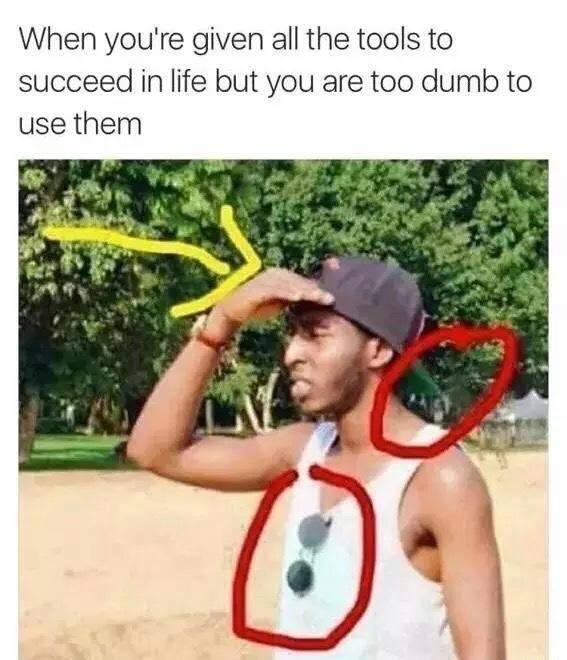 When you're given all the tools to
succeed in life but you are too dumb to
use them